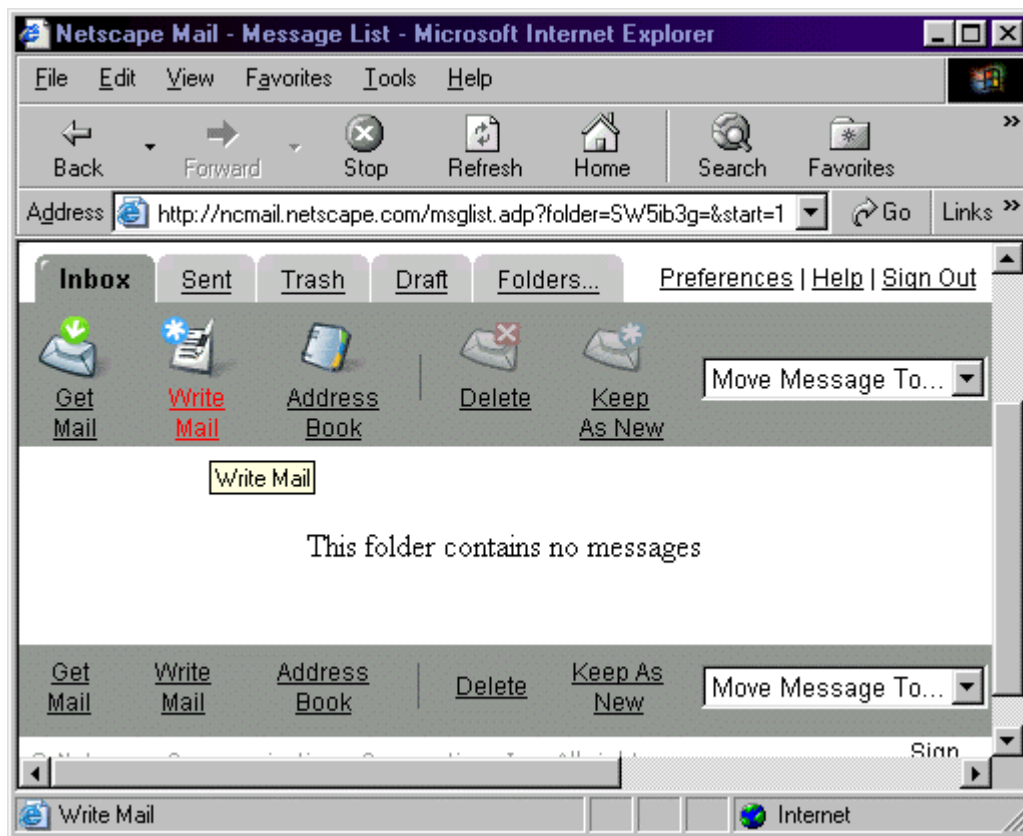 Netscape Mail - Message List - Microsoft Internet Explorer
File Edit View Favorites Tools Help
Back Forward Stop Refresh Home Search Favorites »
Address http://ncmail.netscape.com/msglist.adp?folder=SW5ib3g=&start=1 Go Links »
Inbox Sent Trash Draft Folders... Preferences | Help | Sign Out
Get Mail Write Mail Address Book Delete Keep As New Move Message To...
Write Mail
This folder contains no messages
Get Mail Write Mail Address Book Delete Keep As New Move Message To...
Sign
Write Mail Internet